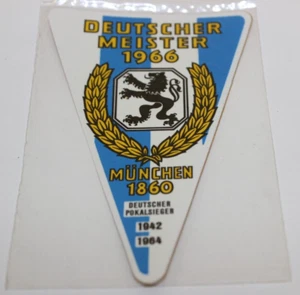 DEUTSCHER
MEISTER
1966
MÜNCHEN
1860
DEUTSCHER
POKALSIEGER
1942
1964